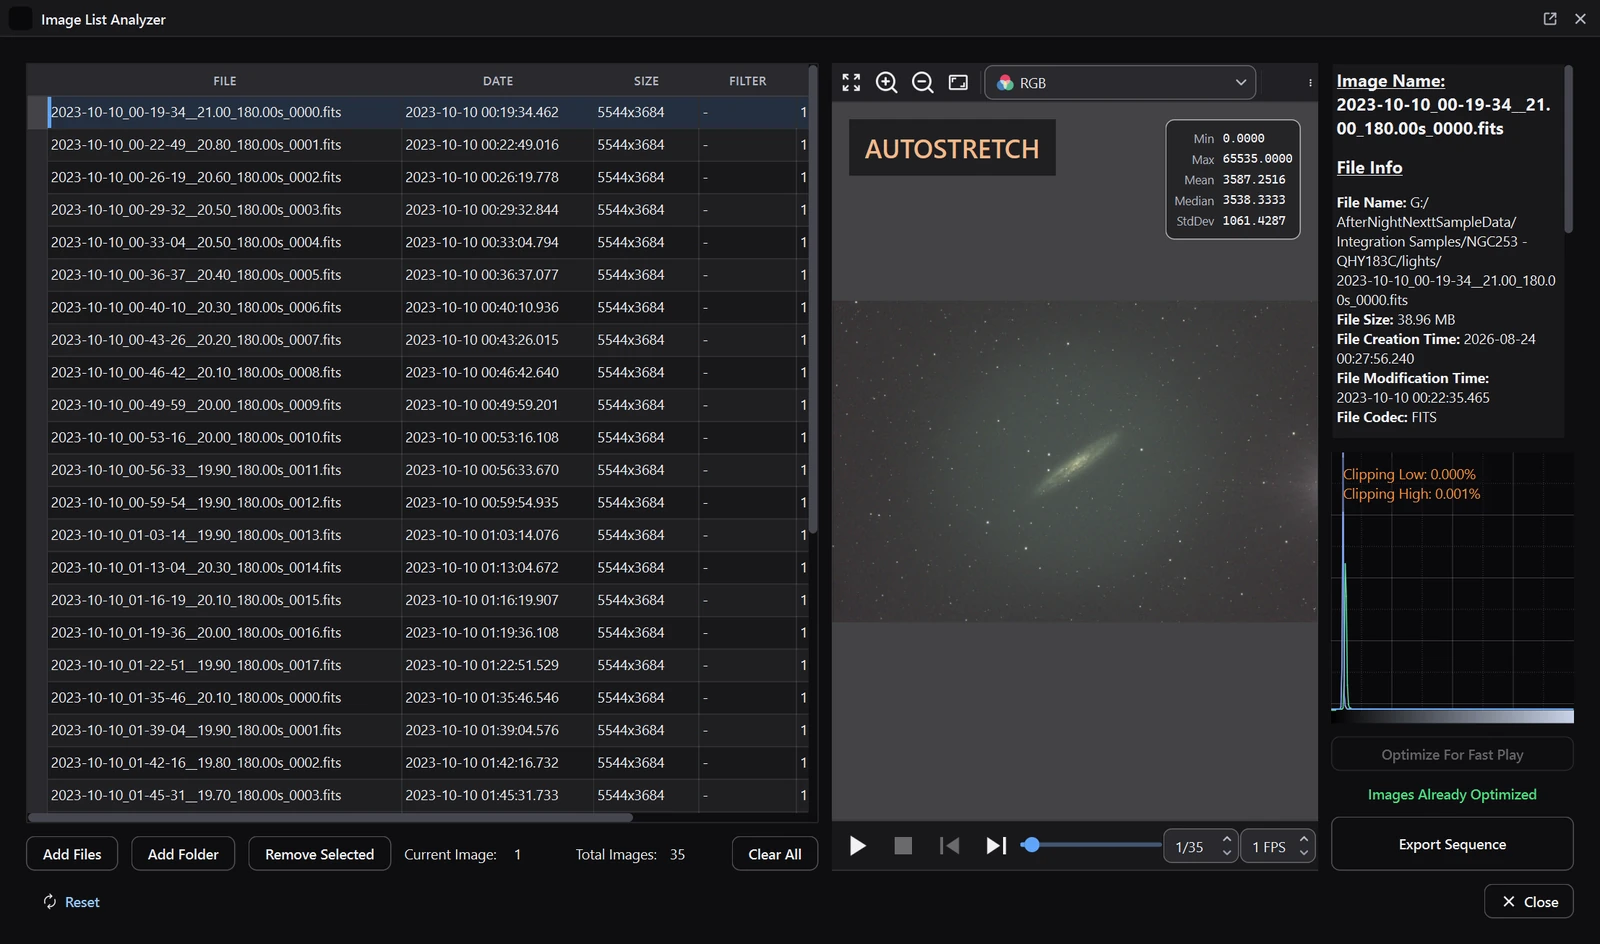 Image List Analyzer
FILE DATE SIZE FILTER
2023-10-10_00-19-34__21.00_180.00s_0000.fits 2023-10-10 00:19:34.462 5544x3684 - 1
2023-10-10_00-22-49__20.80_180.00s_0001.fits 2023-10-10 00:22:49.016 5544x3684 - 1
2023-10-10_00-26-19__20.60_180.00s_0002.fits 2023-10-10 00:26:19.778 5544x3684 - 1
2023-10-10_00-29-32__20.50_180.00s_0003.fits 2023-10-10 00:29:32.844 5544x3684 - 1
2023-10-10_00-33-04__20.50_180.00s_0004.fits 2023-10-10 00:33:04.794 5544x3684 - 1
2023-10-10_00-36-37__20.40_180.00s_0005.fits 2023-10-10 00:36:37.077 5544x3684 - 1
2023-10-10_00-40-10__20.30_180.00s_0006.fits 2023-10-10 00:40:10.936 5544x3684 - 1
2023-10-10_00-43-26__20.20_180.00s_0007.fits 2023-10-10 00:43:26.015 5544x3684 - 1
2023-10-10_00-46-42__20.10_180.00s_0008.fits 2023-10-10 00:46:42.640 5544x3684 - 1
2023-10-10_00-49-59__20.00_180.00s_0009.fits 2023-10-10 00:49:59.201 5544x3684 - 1
2023-10-10_00-53-16__20.00_180.00s_0010.fits 2023-10-10 00:53:16.108 5544x3684 - 1
2023-10-10_00-56-33__19.90_180.00s_0011.fits 2023-10-10 00:56:33.670 5544x3684 - 1
2023-10-10_00-59-54__19.90_180.00s_0012.fits 2023-10-10 00:59:54.935 5544x3684 - 1
2023-10-10_01-03-14__19.90_180.00s_0013.fits 2023-10-10 01:03:14.076 5544x3684 - 1
2023-10-10_01-13-04__20.30_180.00s_0014.fits 2023-10-10 01:13:04.672 5544x3684 - 1
2023-10-10_01-16-19__20.10_180.00s_0015.fits 2023-10-10 01:16:19.907 5544x3684 - 1
2023-10-10_01-19-36__20.00_180.00s_0016.fits 2023-10-10 01:19:36.108 5544x3684 - 1
2023-10-10_01-22-51__19.90_180.00s_0017.fits 2023-10-10 01:22:51.529 5544x3684 - 1
2023-10-10_01-35-46__20.10_180.00s_0000.fits 2023-10-10 01:35:46.546 5544x3684 - 1
2023-10-10_01-39-04__19.90_180.00s_0001.fits 2023-10-10 01:39:04.576 5544x3684 - 1
2023-10-10_01-42-16__19.80_180.00s_0002.fits 2023-10-10 01:42:16.732 5544x3684 - 1
2023-10-10_01-45-31__19.70_180.00s_0003.fits 2023-10-10 01:45:31.733 5544x3684 - 1
Add Files Add Folder Remove Selected Current Image: 1 Total Images: 35 Clear All
Reset
RGB
AUTOSTRETCH
Min 0.0000
Max 65535.0000
Mean 3587.2516
Median 3538.3333
StdDev 1061.4287
1/35 1 FPS
Image Name:
2023-10-10_00-19-34__21.
00_180.00s_0000.fits
File Info
File Name: G:/
AfterNightNexttSampleData/
Integration Samples/NGC253 -
QHY183C/lights/
2023-10-10_00-19-34__21.00_180.0
0s_0000.fits
File Size: 38.96 MB
File Creation Time: 2026-08-24
00:27:56.240
File Modification Time:
2023-10-10 00:22:35.465
File Codec: FITS
Clipping Low: 0.000%
Clipping High: 0.001%
Optimize For Fast Play
Images Already Optimized
Export Sequence
Close